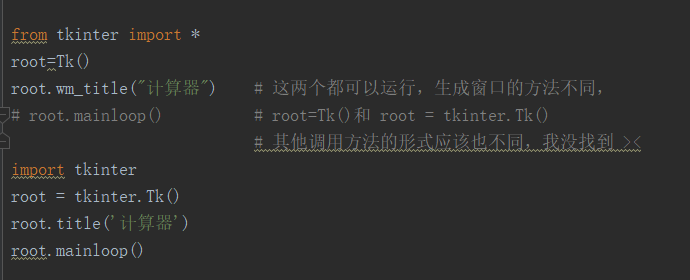 from tkinter import *
root=Tk()
root.wm_title("计算器")    # 这两个都可以运行，生成窗口的方法不同，
# root.mainloop()          # root=Tk()和 root = tkinter.Tk()
# 其他调用方法的形式应该也不同，我没找到 ><
import tkinter
root = tkinter.Tk()
root.title('计算器')
root.mainloop()